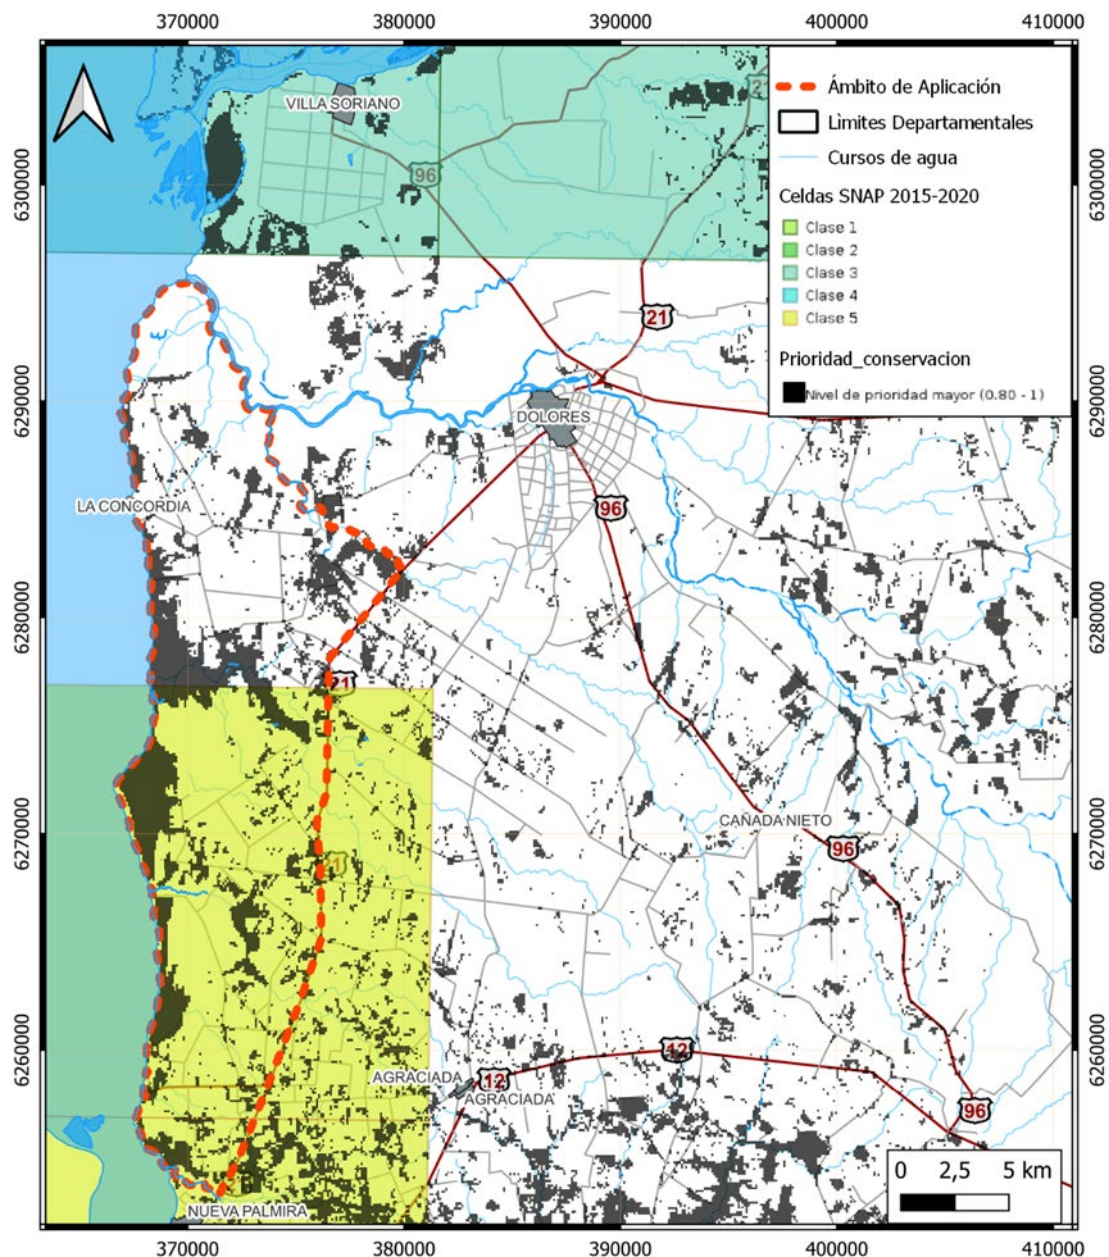 370000 380000 390000 400000 410000
Ámbito de Aplicación
Lìmites Departamentales
Cursos de agua
Celdas SNAP 2015-2020
Clase 1
Clase 2
Clase 3
Clase 4
Clase 5
Prioridad_conservacion
Nivel de prioridad mayor (0.80 - 1)
VILLA SORIANO
96
6300000
6300000
21
6290000
6290000
DOLORES
LA CONCORDIA
96
6280000
6280000
21
6270000
6270000
CAÑADA NIETO
96
6260000
6260000
12
AGRACIADA
12
AGRACIADA
96
0 2,5 5 km
NUEVA PALMIRA
370000 380000 390000 400000 410000